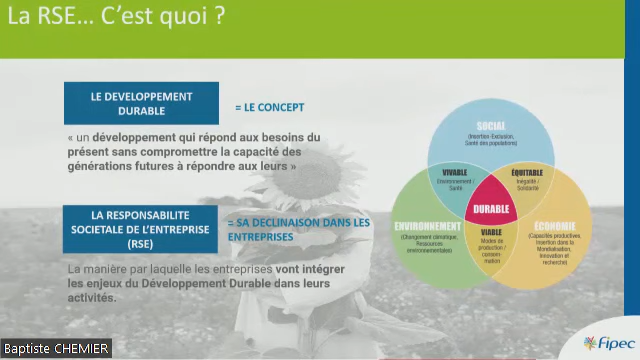 La RSE... C'est quoi ?
LE DEVELOPPEMENT
DURABLE
= LE CONCEPT
« un développement qui répond aux besoins du
présent sans compromettre la capacité des
générations futures à répondre aux leurs »
LA RESPONSABILITE
SOCIETALE DE L'ENTREPRISE
(RSE)
= SA DECLINAISON DANS LES
ENTREPRISES
La manière par laquelle les entreprises vont intégrer
les enjeux du Développement Durable dans leurs
activités.
SOCIAL
(Insertion-Exclusion,
Santé des populations)
VIVABLE
Environnement /
Santé
ÉQUITABLE
Inégalité /
Solidarité
DURABLE
ENVIRONNEMENT
(Changement climatique,
Ressources
environnementales)
VIABLE
Modes de
production /
consom-
mation
ÉCONOMIE
(Capacités productives,
Insertion dans la
Mondialisation,
Innovation et
recherche)
Baptiste CHEMIER
Fipec